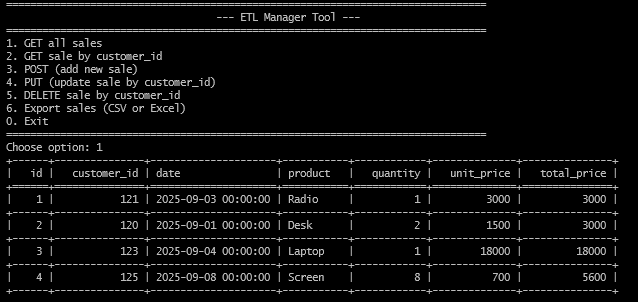 ================================================================================
--- ETL Manager Tool ---
================================================================================
1. GET all sales
2. GET sale by customer_id
3. POST (add new sale)
4. PUT (update sale by customer_id)
5. DELETE sale by customer_id
6. Export sales (CSV or Excel)
0. Exit
================================================================================
Choose option: 1
+------+---------------+---------------------+-----------+------------+--------------+---------------+
|   id |   customer_id | date                | product   |   quantity |   unit_price |   total_price |
+======+===============+=====================+===========+============+==============+===============+
|    1 |           121 | 2025-09-03 00:00:00 | Radio     |          1 |         3000 |          3000 |
+------+---------------+---------------------+-----------+------------+--------------+---------------+
|    2 |           120 | 2025-09-01 00:00:00 | Desk      |          2 |         1500 |          3000 |
+------+---------------+---------------------+-----------+------------+--------------+---------------+
|    3 |           123 | 2025-09-04 00:00:00 | Laptop    |          1 |        18000 |         18000 |
+------+---------------+---------------------+-----------+------------+--------------+---------------+
|    4 |           125 | 2025-09-08 00:00:00 | Screen    |          8 |          700 |          5600 |
+------+---------------+---------------------+-----------+------------+--------------+---------------+